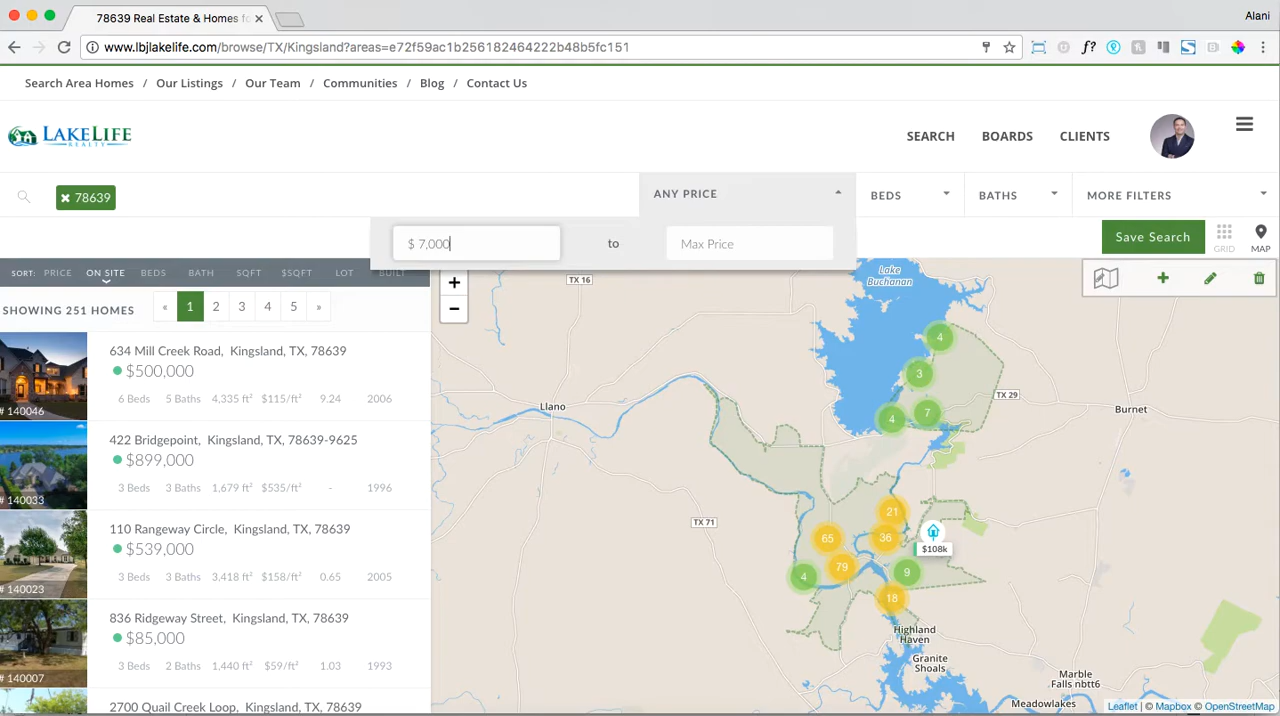 78639 Real Estate & Homes fo
Alani
www.lbjlakelife.com/browse/TX/Kingsland?areas=e72f59ac1b256182464222b48b5fc151
Search Area Homes / Our Listings / Our Team / Communities / Blog / Contact Us
LAKELIFE
REALTY
SEARCH BOARDS CLIENTS
78639
ANY PRICE
BEDS
BATHS
MORE FILTERS
$ 7,000
to
Max Price
Save Search
GRID
MAP
SORT: PRICE ON SITE BEDS BATH SQFT $SQFT LOT BUILT
SHOWING 251 HOMES « 1 2 3 4 5 »
634 Mill Creek Road, Kingsland, TX, 78639
$500,000
6 Beds 5 Baths 4,335 ft² $115/ft² 9.24 2006
# 140046
422 Bridgepoint, Kingsland, TX, 78639-9625
$899,000
3 Beds 3 Baths 1,679 ft² $535/ft² - 1996
# 140033
110 Rangeway Circle, Kingsland, TX, 78639
$539,000
3 Beds 3 Baths 3,418 ft² $158/ft² 0.65 2005
# 140023
836 Ridgeway Street, Kingsland, TX, 78639
$85,000
3 Beds 2 Baths 1,440 ft² $59/ft² 1.03 1993
# 140007
2700 Quail Creek Loop, Kingsland, TX, 78639
+
−
TX 16
Lake
Buchanan
4
3
TX 29
Llano
7
4
Burnet
21
TX 71
65
36
$108k
79
4
9
18
Highland
Haven
Granite
Shoals
Marble
Falls nbtt6
Meadowlakes
Leaflet | © Mapbox © OpenStreetMap